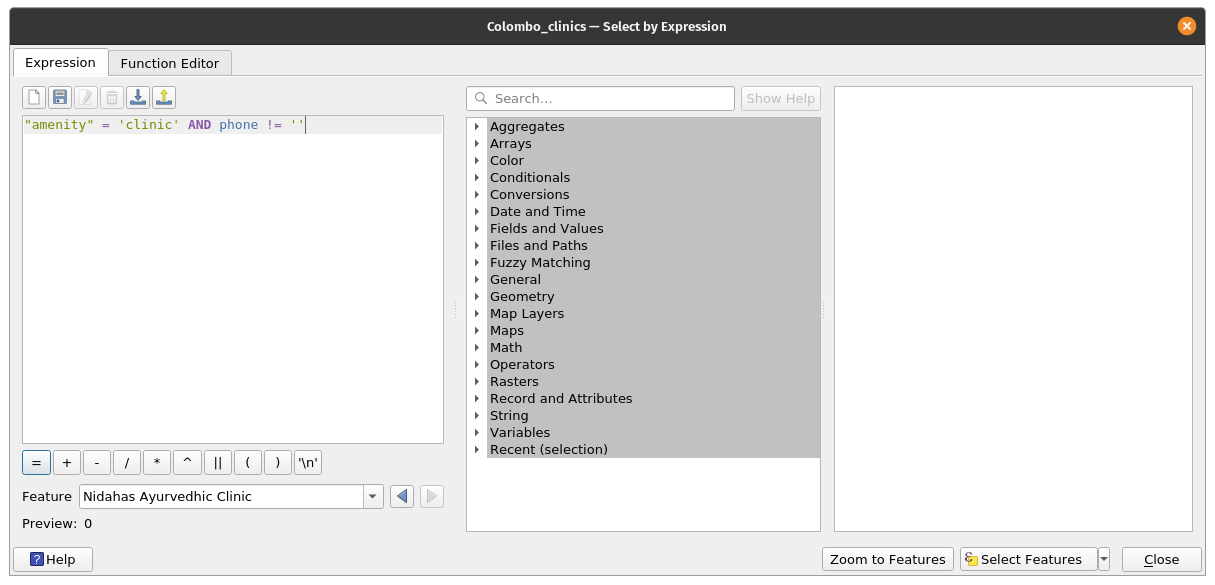 Colombo_clinics — Select by Expression
Expression
Function Editor
"amenity" = 'clinic' AND phone != ''
= + - / * ^ || ( ) '\n'
Feature Nidahas Ayurvedhic Clinic
Preview: 0
Search…
Show Help
Aggregates
Arrays
Color
Conditionals
Conversions
Date and Time
Fields and Values
Files and Paths
Fuzzy Matching
General
Geometry
Map Layers
Maps
Math
Operators
Rasters
Record and Attributes
String
Variables
Recent (selection)
? Help
Zoom to Features
Select Features
Close